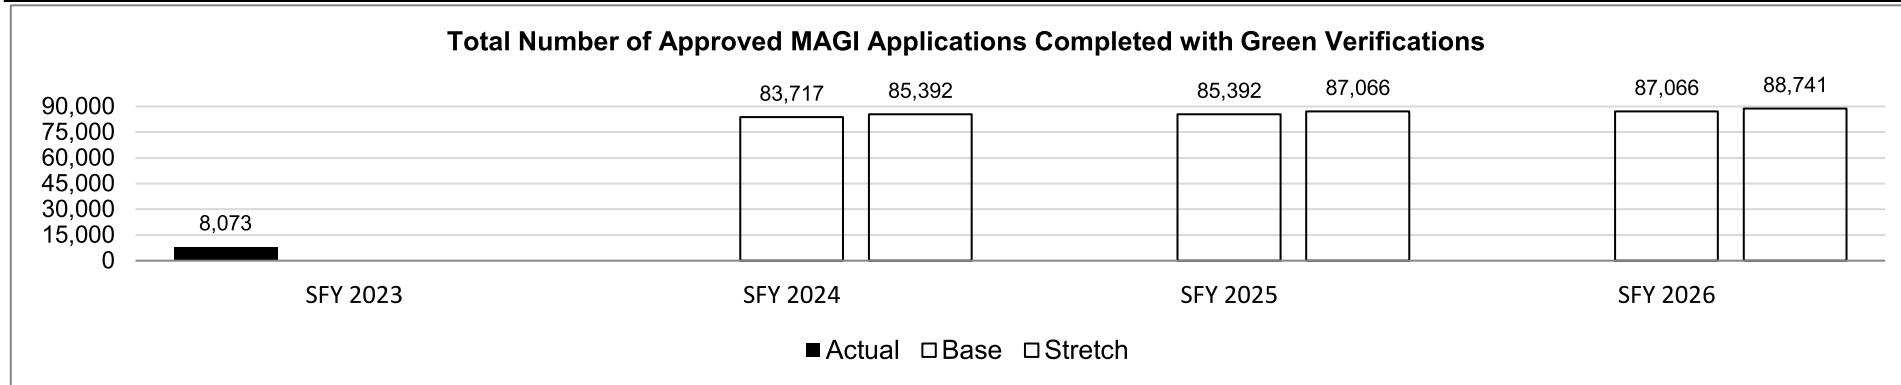 Total Number of Approved MAGI Applications Completed with Green Verifications
83,717 85,392 85,392 87,066 87,066 88,741
90,000
75,000
60,000
45,000
30,000
8,073
15,000
0
SFY 2023 SFY 2024 SFY 2025 SFY 2026
Actual Base Stretch